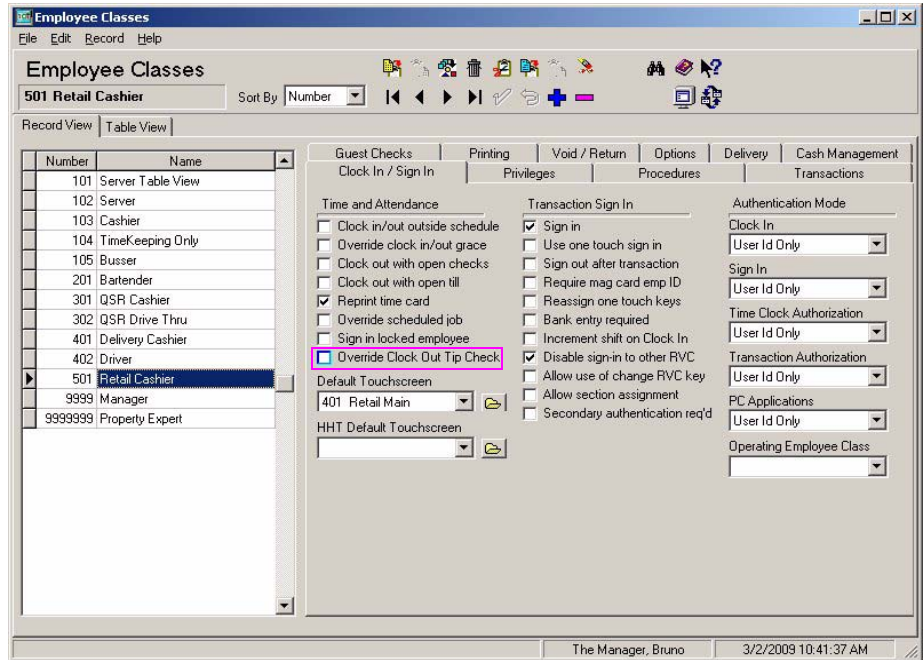 Employee Classes
File Edit Record Help
Employee Classes
501 Retail Cashier
Sort By Number
Record View Table View
Number Name
101 Server Table View
102 Server
103 Cashier
104 TimeKeeping Only
105 Busser
201 Bartender
301 QSR Cashier
302 QSR Drive Thru
401 Delivery Cashier
402 Driver
501 Retail Cashier
9999 Manager
9999999 Property Expert
Guest Checks Printing Void / Return Options Delivery Cash Management
Clock In / Sign In Privileges Procedures Transactions
Time and Attendance
Clock in/out outside schedule
Override clock in/out grace
Clock out with open checks
Clock out with open till
Reprint time card
Override scheduled job
Sign in locked employee
Override Clock Out Tip Check
Default Touchscreen
401 Retail Main
HHT Default Touchscreen
Transaction Sign In
Sign in
Use one touch sign in
Sign out after transaction
Require mag card emp ID
Reassign one touch keys
Bank entry required
Increment shift on Clock In
Disable sign-in to other RVC
Allow use of change RVC key
Allow section assignment
Secondary authentication req'd
Authentication Mode
Clock In
User Id Only
Sign In
User Id Only
Time Clock Authorization
User Id Only
Transaction Authorization
User Id Only
PC Applications
User Id Only
Operating Employee Class
The Manager, Bruno 3/2/2009 10:41:37 AM